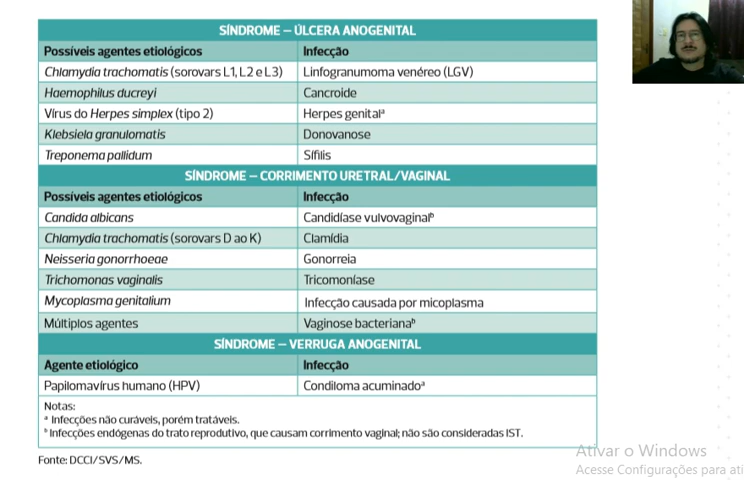 SÍNDROME – ÚLCERA ANOGENITAL
Possíveis agentes etiológicos Infecção
Chlamydia trachomatis (sorovars L1, L2 e L3) Linfogranumoma venéreo (LGV)
Haemophilus ducreyi Cancroide
Vírus do Herpes simplex (tipo 2) Herpes genitalª
Klebsiela granulomatis Donovanose
Treponema pallidum Sífilis
SÍNDROME – CORRIMENTO URETRAL/VAGINAL
Possíveis agentes etiológicos Infecção
Candida albicans Candidíase vulvovaginalᵇ
Chlamydia trachomatis (sorovars D ao K) Clamídia
Neisseria gonorrhoeae Gonorreia
Trichomonas vaginalis Tricomoníase
Mycoplasma genitalium Infecção causada por micoplasma
Múltiplos agentes Vaginose bacterianaᵇ
SÍNDROME – VERRUGA ANOGENITAL
Agente etiológico Infecção
Papilomavírus humano (HPV) Condiloma acuminadoª
Notas:
ª Infecções não curáveis, porém tratáveis.
ᵇ Infecções endógenas do trato reprodutivo, que causam corrimento vaginal; não são consideradas IST.
Fonte: DCCI/SVS/MS.
Ativar o Windows
Acesse Configurações para ati